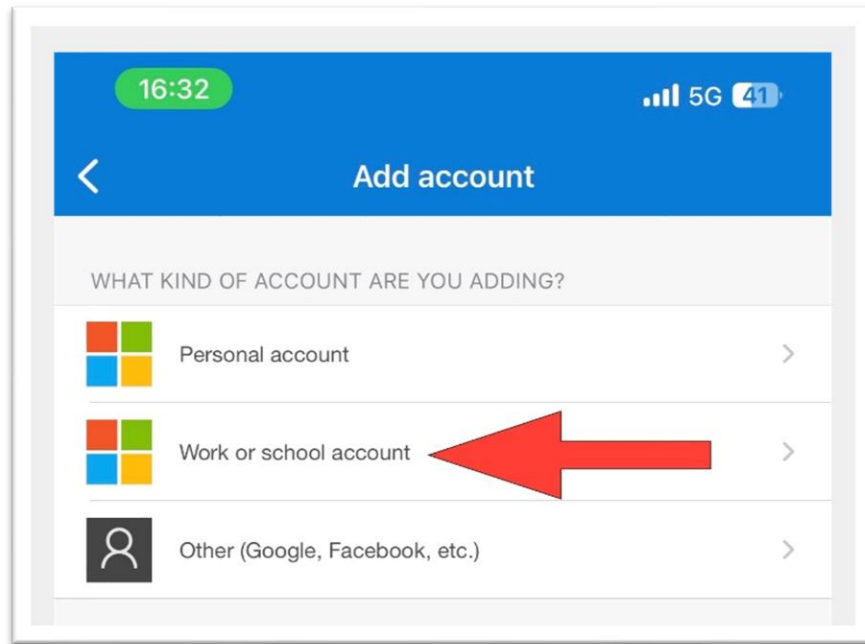 16:32
5G 41
Add account
WHAT KIND OF ACCOUNT ARE YOU ADDING?
Personal account
Work or school account
Other (Google, Facebook, etc.)